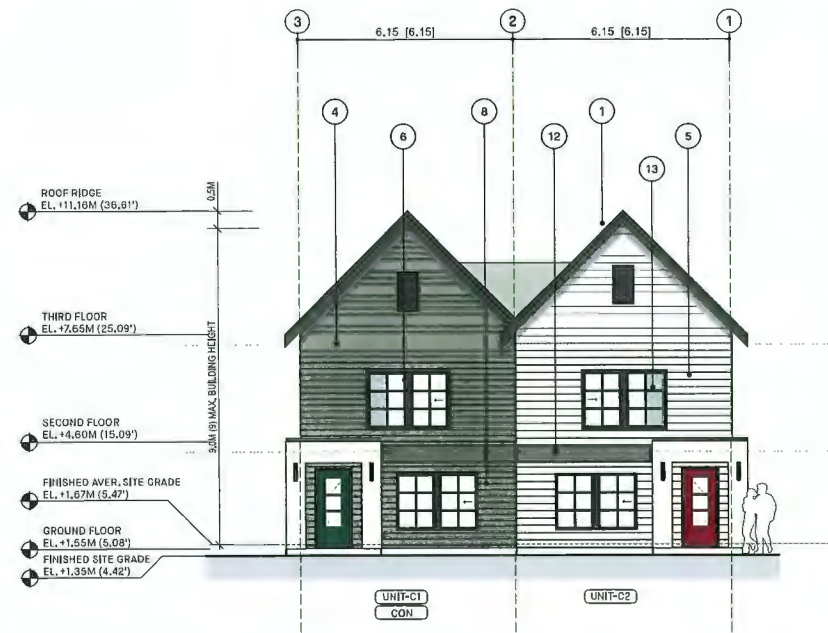 3
2
1
6.15 [6.15]
6.15 [6.15]
4
6
8
12
1
13
5
0.5M
ROOF RIDGE
EL. +11.16M (36.61')
THIRD FLOOR
EL. +7.65M (25.09')
9.0M (9) MAX. BUILDING HEIGHT
SECOND FLOOR
EL. +4.60M (15.09')
FINISHED AVER. SITE GRADE
EL. +1.67M (5.47')
GROUND FLOOR
EL. +1.55M (5.08')
FINISHED SITE GRADE
EL. +1.35M (4.42')
UNIT-C1
CON
UNIT-C2